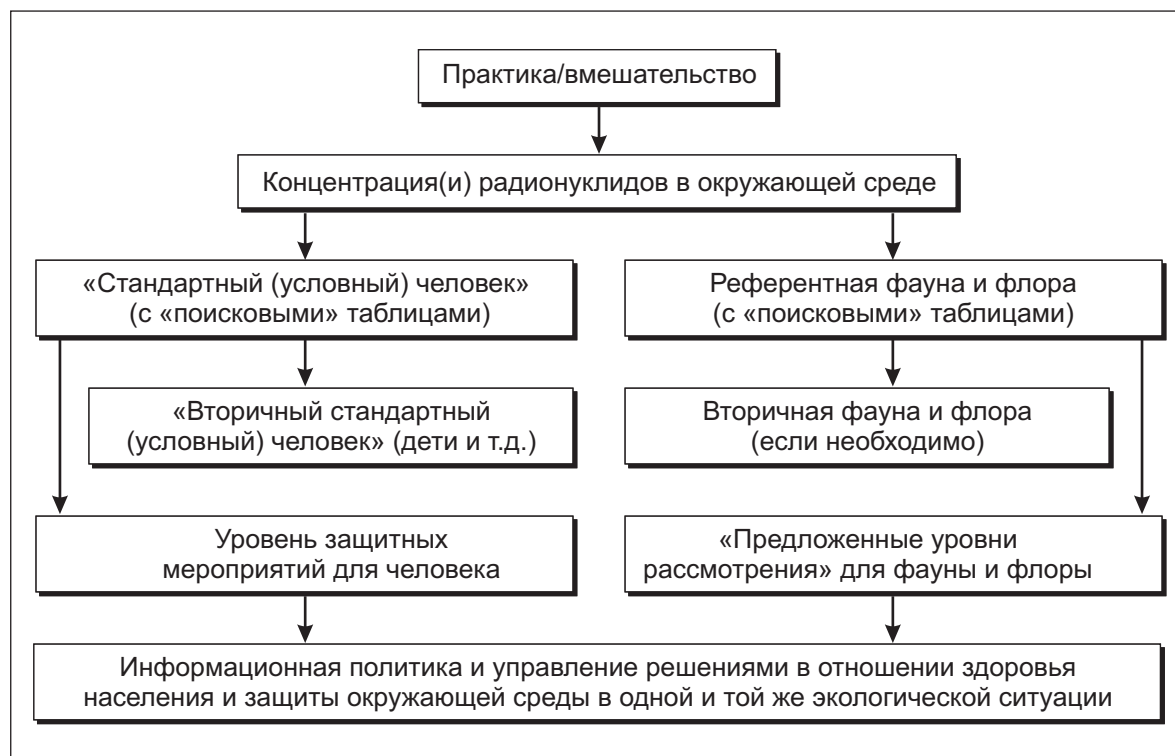 Практика/вмешательство
Концентрация(и) радионуклидов в окружающей среде
«Стандартный (условный) человек»
(с «поисковыми» таблицами)
Референтная фауна и флора
(с «поисковыми» таблицами)
«Вторичный стандартный
(условный) человек» (дети и т.д.)
Вторичная фауна и флора
(если необходимо)
Уровень защитных
мероприятий для человека
«Предложенные уровни
рассмотрения» для фауны и флоры
Информационная политика и управление решениями в отношении здоровья
населения и защиты окружающей среды в одной и той же экологической ситуации